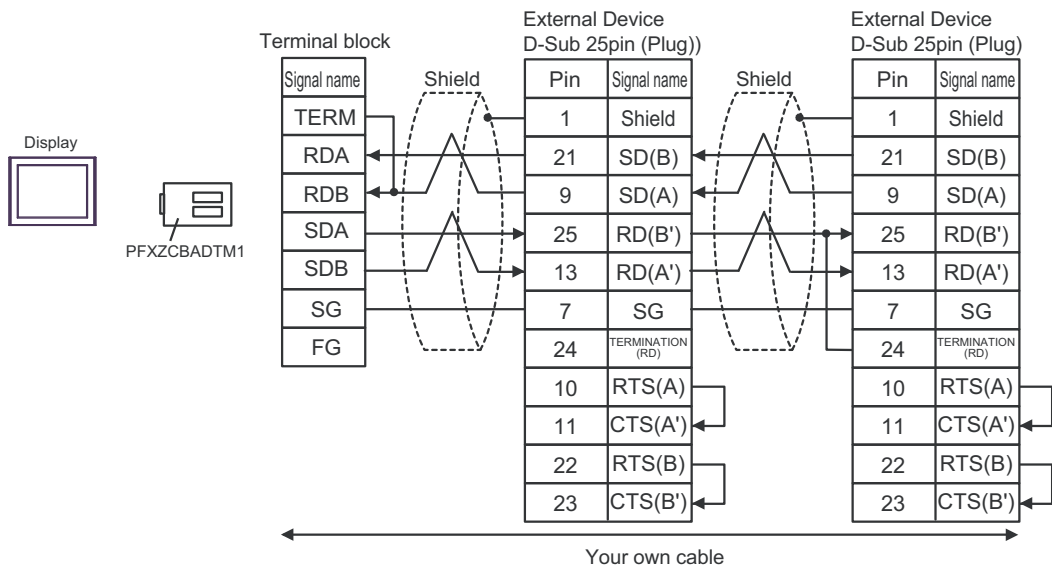 External Device
D-Sub 25pin (Plug))
External Device
D-Sub 25pin (Plug)
Terminal block
Signal name
Shield
Pin
Signal name
Shield
Pin
Signal name
TERM
1
Shield
1
Shield
Display
RDA
21
SD(B)
21
SD(B)
RDB
9
SD(A)
9
SD(A)
SDA
25
RD(B')
25
RD(B')
PFXZCBADTM1
SDB
13
RD(A')
13
RD(A')
SG
7
SG
7
SG
FG
24
TERMINATION
(RD)
24
TERMINATION
(RD)
10
RTS(A)
10
RTS(A)
11
CTS(A')
11
CTS(A')
22
RTS(B)
22
RTS(B)
23
CTS(B')
23
CTS(B')
Your own cable